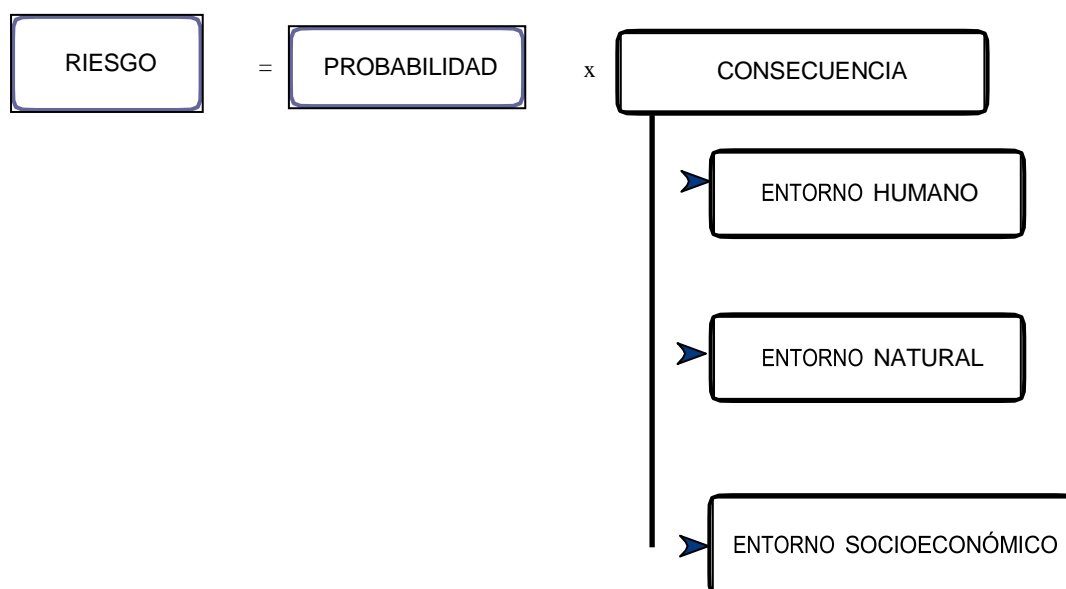 RIESGO = PROBABILIDAD x CONSECUENCIA
ENTORNO HUMANO
ENTORNO NATURAL
ENTORNO SOCIOECONÓMICO